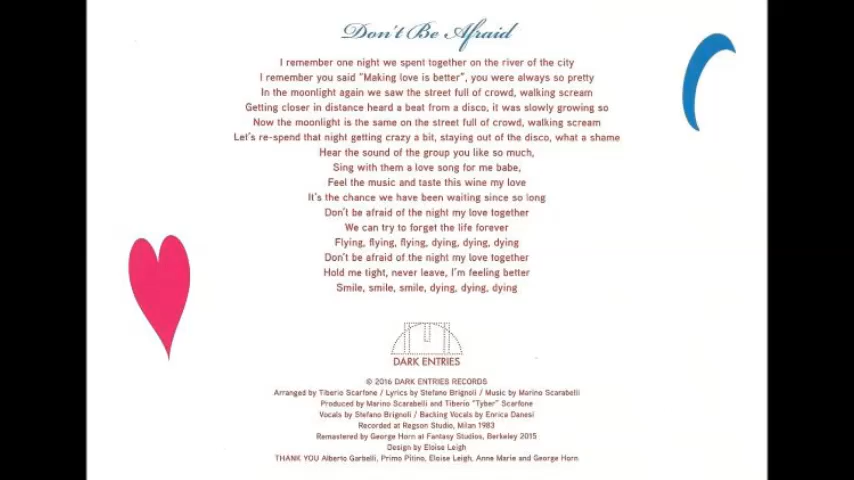 Don't Be Afraid
I remember one night we spent together on the river of the city
I remember you said "Making love is better", you were always so pretty
In the moonlight again we saw the street full of crowd, walking scream
Getting closer in distance heard a beat from a disco, it was slowly growing so
Now the moonlight is the same on the street full of crowd, walking scream
Let's re-spend that night getting crazy a bit, staying out of the disco, what a shame
Hear the sound of the group you like so much,
Sing with them a love song for me babe,
Feel the music and taste this wine my love
It's the chance we have been waiting since so long
Don't be afraid of the night my love together
We can try to forget the life forever
Flying, flying, flying, dying, dying, dying
Don't be afraid of the night my love together
Hold me tight, never leave, I'm feeling better
Smile, smile, smile, dying, dying, dying
DARK ENTRIES
© 2016 DARK ENTRIES RECORDS
Arranged by Tiberio Scarfone / Lyrics by Stefano Brignoli / Music by Marino Scarabelli
Produced by Marino Scarabelli and Tiberio "Tyber" Scarfone
Vocals by Stefano Brignoli / Backing Vocals by Enrica Danesi
Recorded at Regson Studio, Milan 1983
Remastered by George Horn at Fantasy Studios, Berkeley 2015
Design by Eloise Leigh
THANK YOU Alberto Garbelli, Primo Pitino, Eloise Leigh, Anne Marie and George Horn